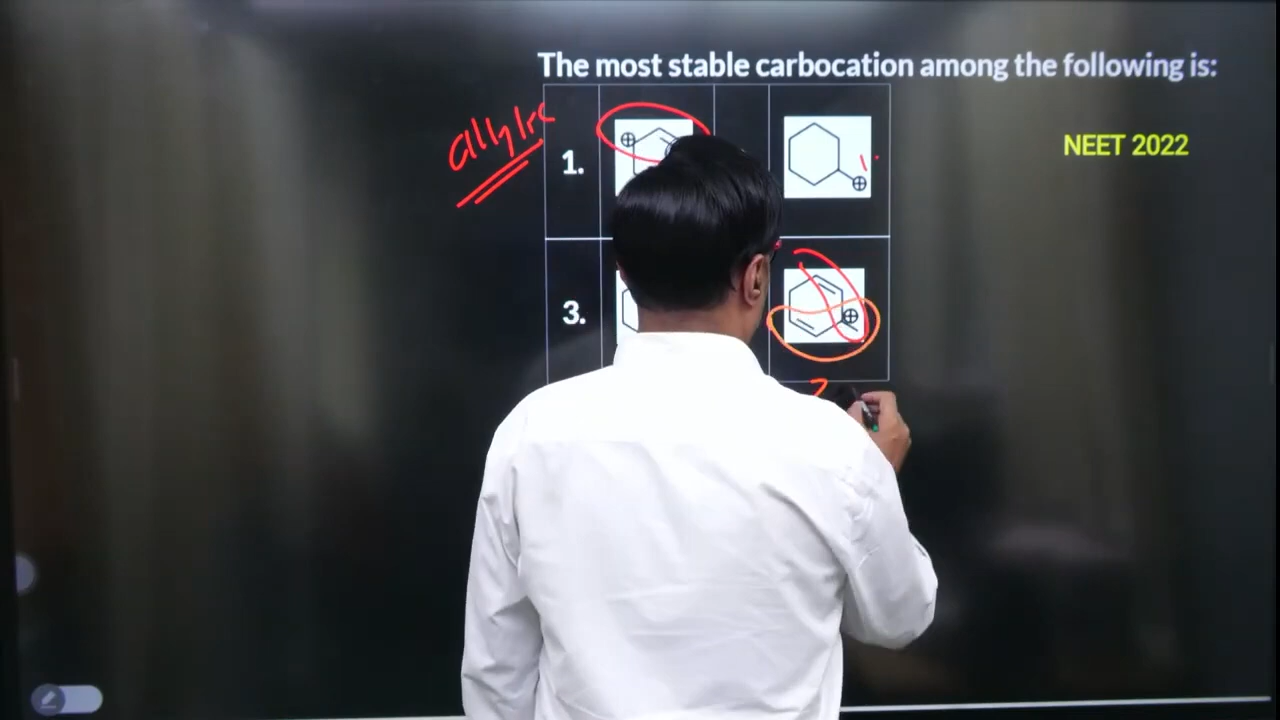 The most stable carbocation among the following is:
NEET 2022
allylic
1.
3.